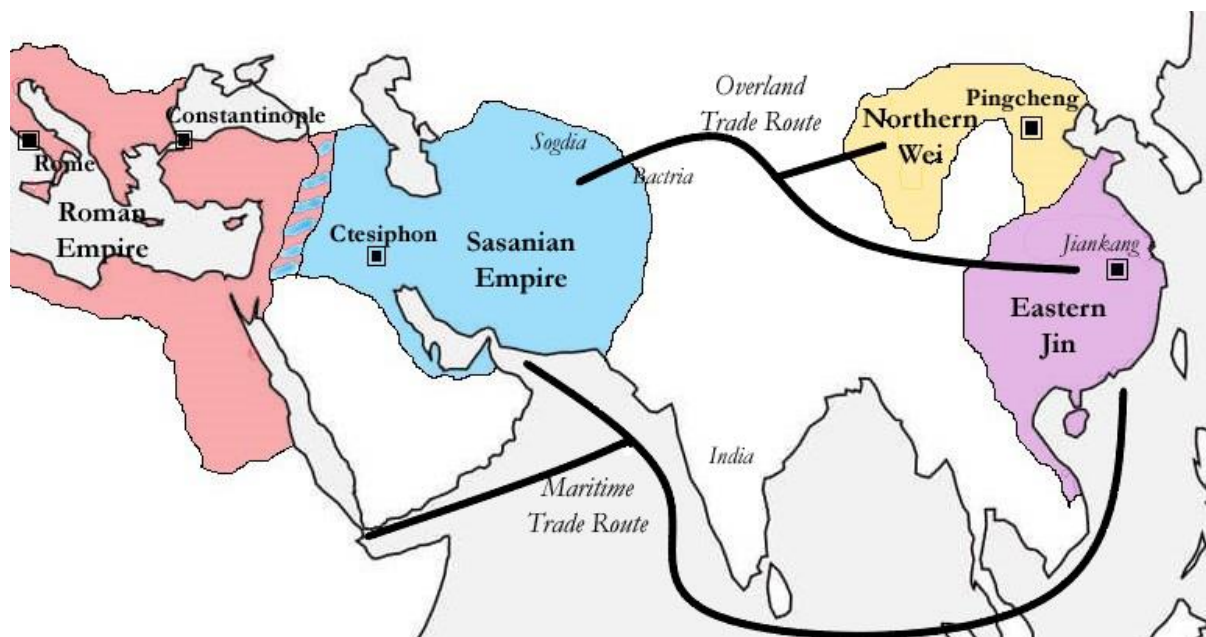 Constantinople
Rome
Roman
Empire
Ctesiphon
Sasanian
Empire
Sogdia
Bactria
Overland
Trade Route
Northern
Wei
Pingcheng
Jiankang
Eastern
Jin
India
Maritime
Trade Route